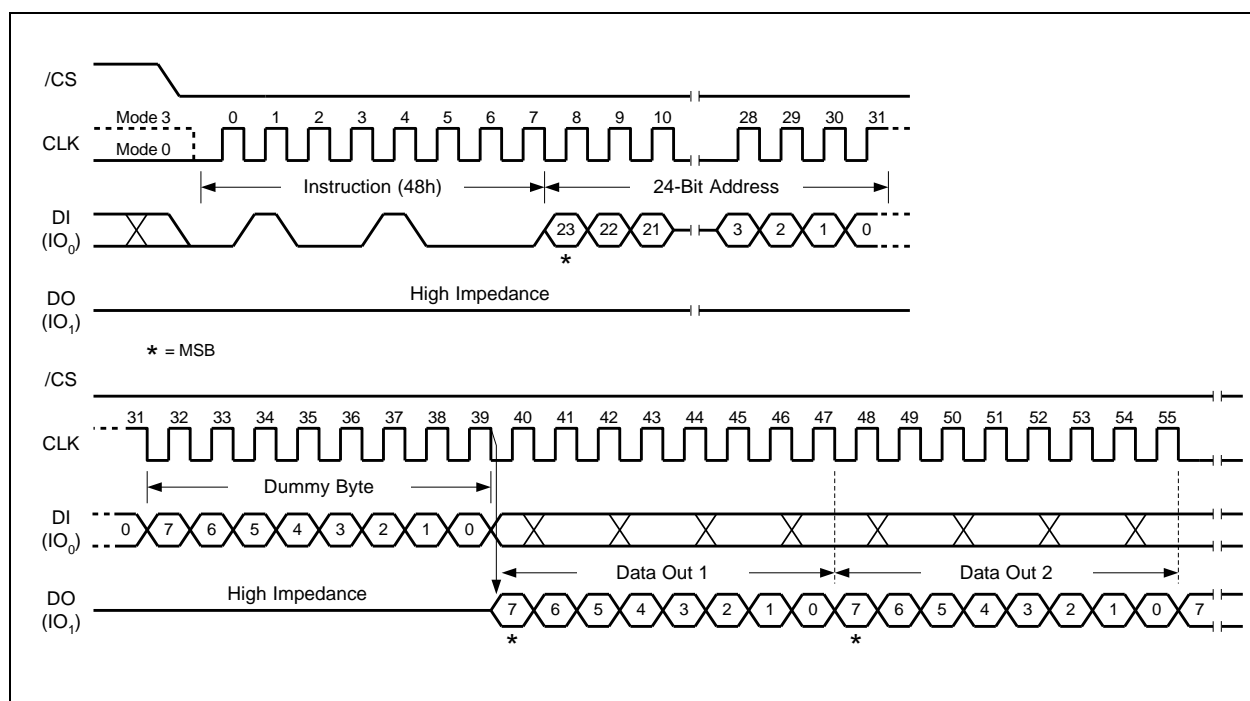 /CS
Mode 3 0 1 2 3 4 5 6 7 8 9 10 28 29 30 31
CLK
Mode 0
Instruction (48h) 24-Bit Address
DI
(IO0) 23 22 21 3 2 1 0
*
High Impedance
DO
(IO1)
* = MSB
/CS
31 32 33 34 35 36 37 38 39 40 41 42 43 44 45 46 47 48 49 50 51 52 53 54 55
CLK
Dummy Byte
DI
(IO0) 0 7 6 5 4 3 2 1 0
Data Out 1 Data Out 2
High Impedance
DO
(IO1) 7 6 5 4 3 2 1 0 7 6 5 4 3 2 1 0 7
* *